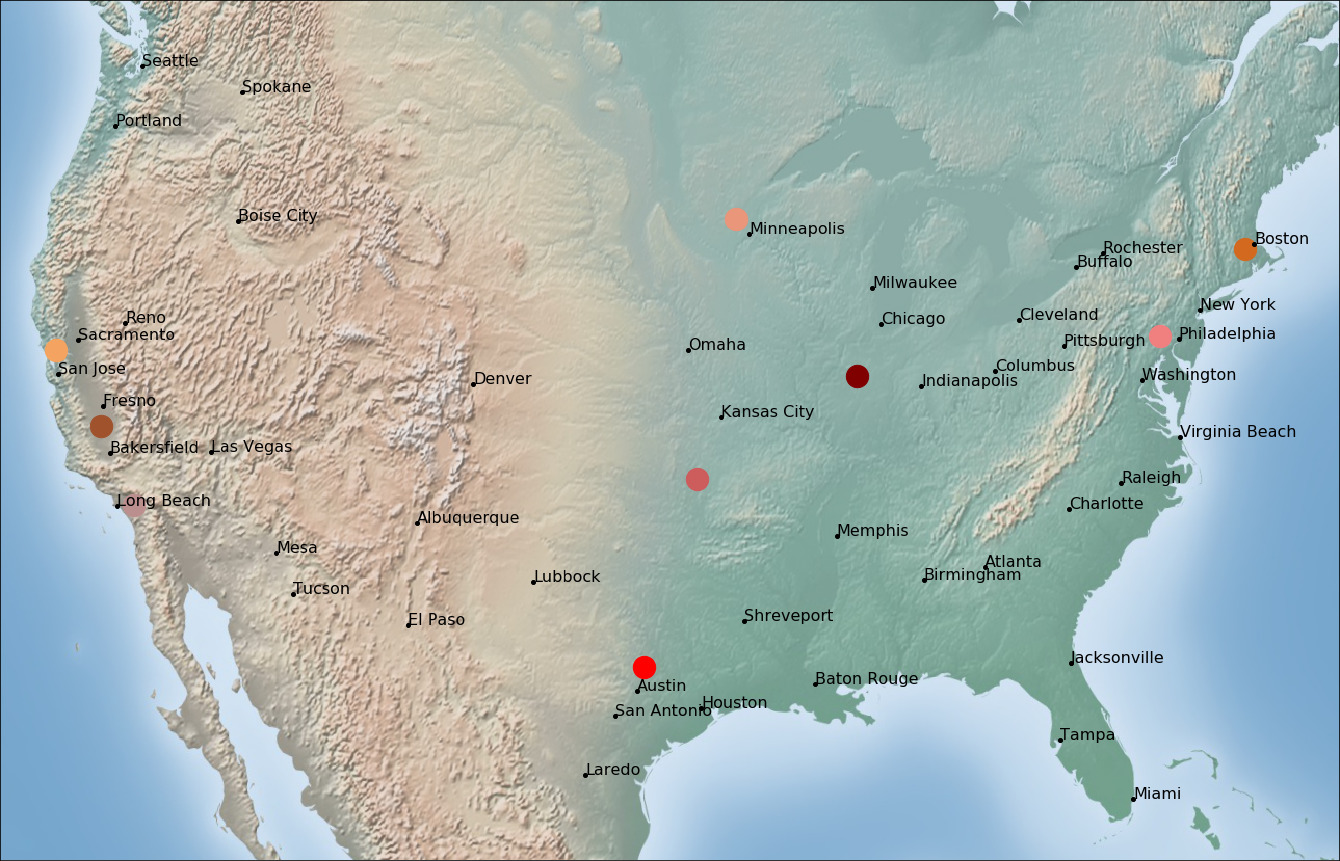 Seattle
Spokane
Portland
Boise City
Minneapolis
Boston
Rochester
Buffalo
Milwaukee
New York
Reno
Chicago
Cleveland
Sacramento
Philadelphia
Omaha
Pittsburgh
San Jose
Columbus
Denver
Indianapolis
Washington
Fresno
Kansas City
Virginia Beach
Bakersfield
Las Vegas
Raleigh
Long Beach
Charlotte
Albuquerque
Memphis
Mesa
Atlanta
Birmingham
Lubbock
Tucson
Shreveport
El Paso
Jacksonville
Baton Rouge
Austin
Houston
San Antonio
Tampa
Laredo
Miami